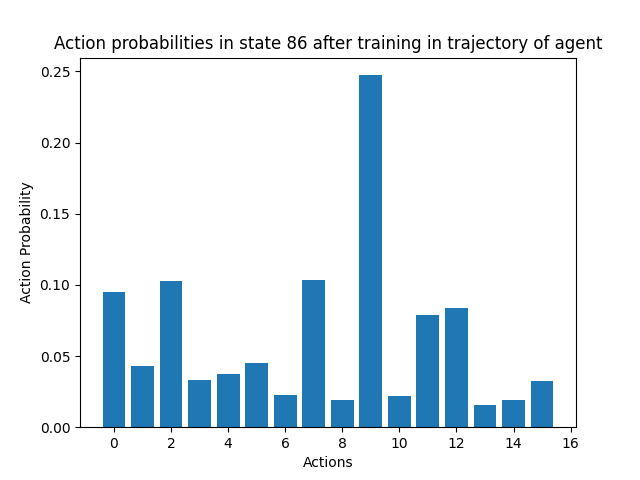 Action probabilities in state 86 after training in trajectory of agent
0.25
0.20
0.15
0.10
0.05
0.00
Action Probability
0 2 4 6 8 10 12 14 16
Actions